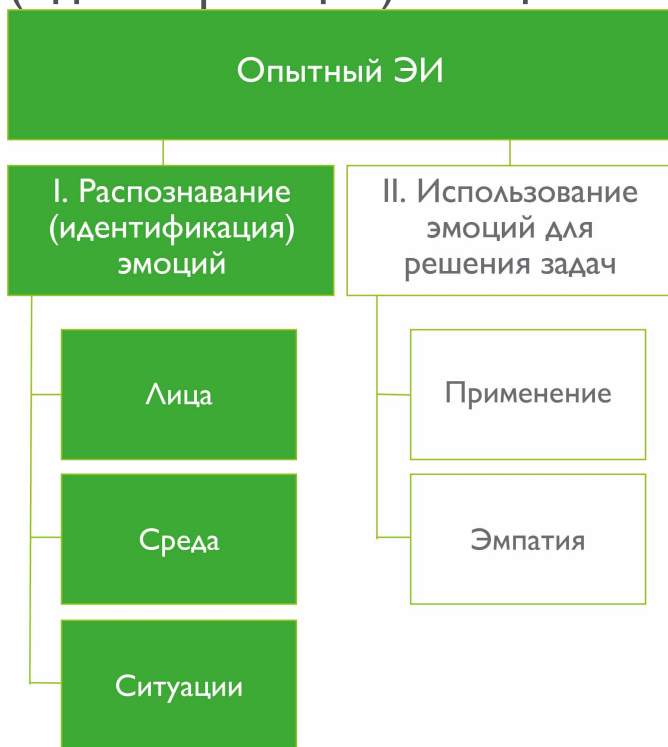 Опытный ЭИ
I. Распознавание
(идентификация)
эмоций
II. Использование
эмоций для
решения задач
Лица
Применение
Среда
Эмпатия
Ситуации